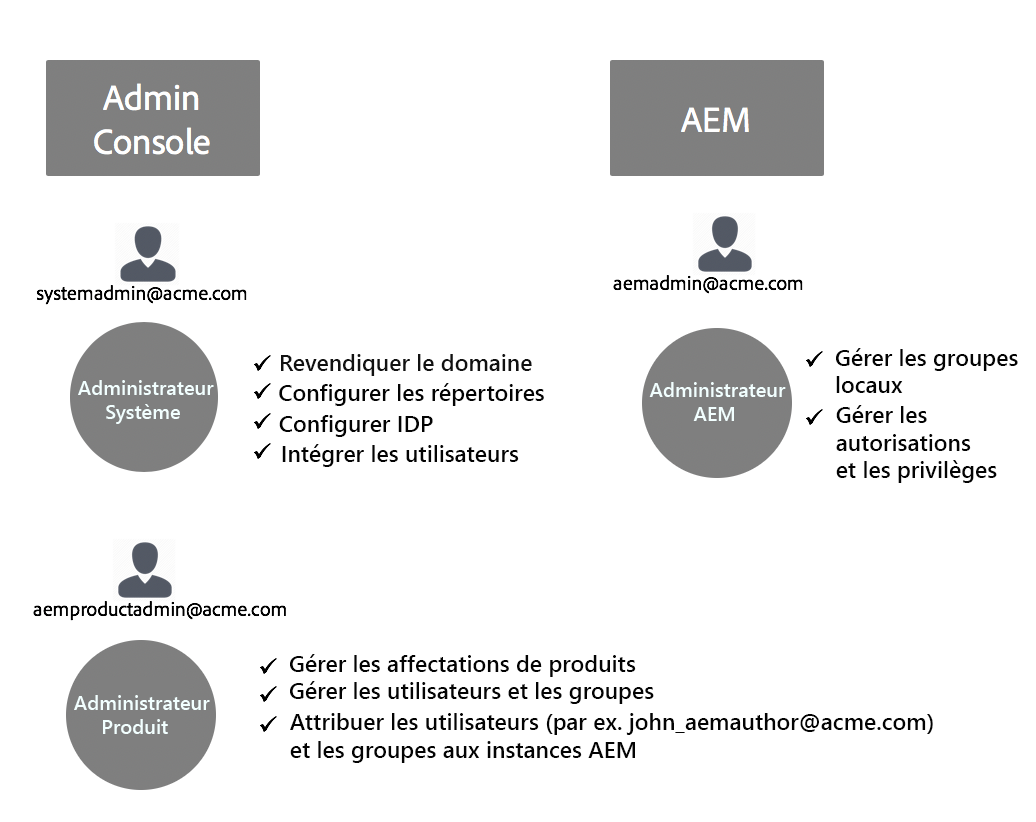 Admin
Console
AEM
systemadmin@acme.com
Administrateur
Système
Revendiquer le domaine
Configurer les répertoires
Configurer IDP
Intégrer les utilisateurs
aemadmin@acme.com
Administrateur
AEM
Gérer les groupes
locaux
Gérer les
autorisations
et les privilèges
aemproductadmin@acme.com
Administrateur
Produit
Gérer les affectations de produits
Gérer les utilisateurs et les groupes
Attribuer les utilisateurs (par ex. john_aemauthor@acme.com)
et les groupes aux instances AEM